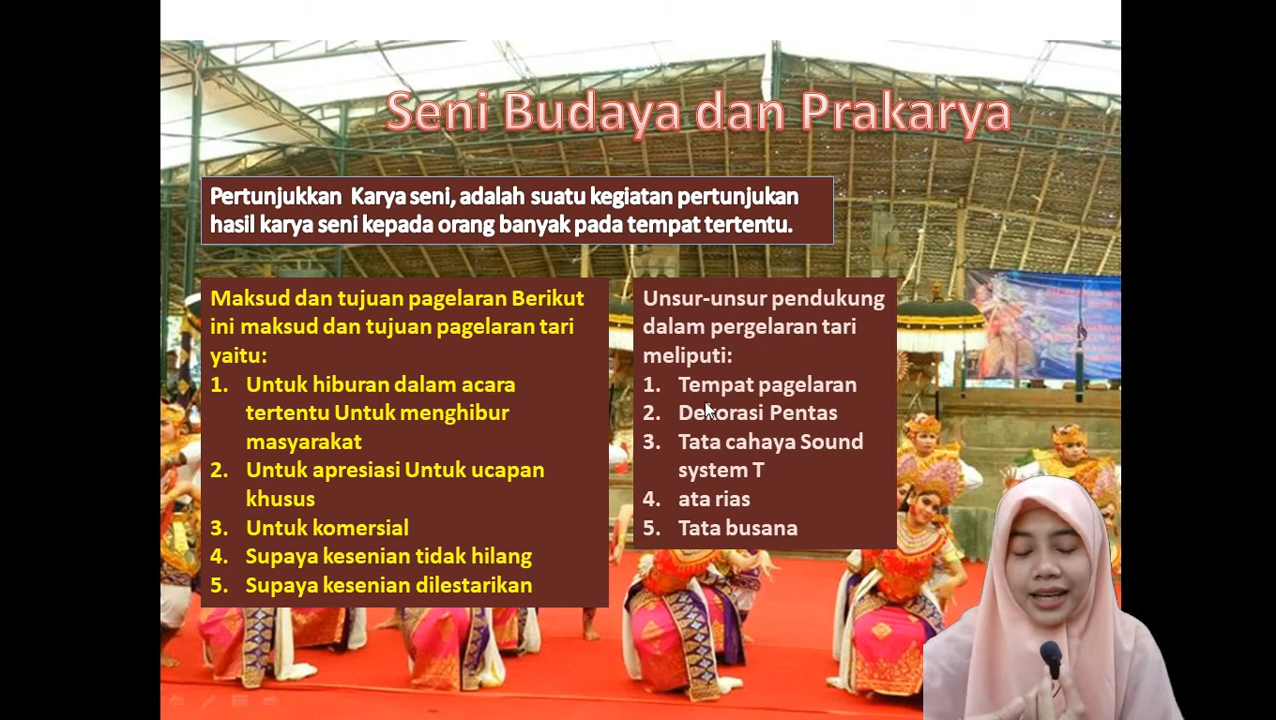 Seni Budaya dan Prakarya
Pertunjukkan Karya seni, adalah suatu kegiatan pertunjukan
hasil karya seni kepada orang banyak pada tempat tertentu.
Maksud dan tujuan pagelaran Berikut
ini maksud dan tujuan pagelaran tari
yaitu:
1. Untuk hiburan dalam acara
tertentu Untuk menghibur
masyarakat
2. Untuk apresiasi Untuk ucapan
khusus
3. Untuk komersial
4. Supaya kesenian tidak hilang
5. Supaya kesenian dilestarikan
Unsur-unsur pendukung
dalam pergelaran tari
meliputi:
1. Tempat pagelaran
2. Dekorasi Pentas
3. Tata cahaya Sound
system T
4. ata rias
5. Tata busana